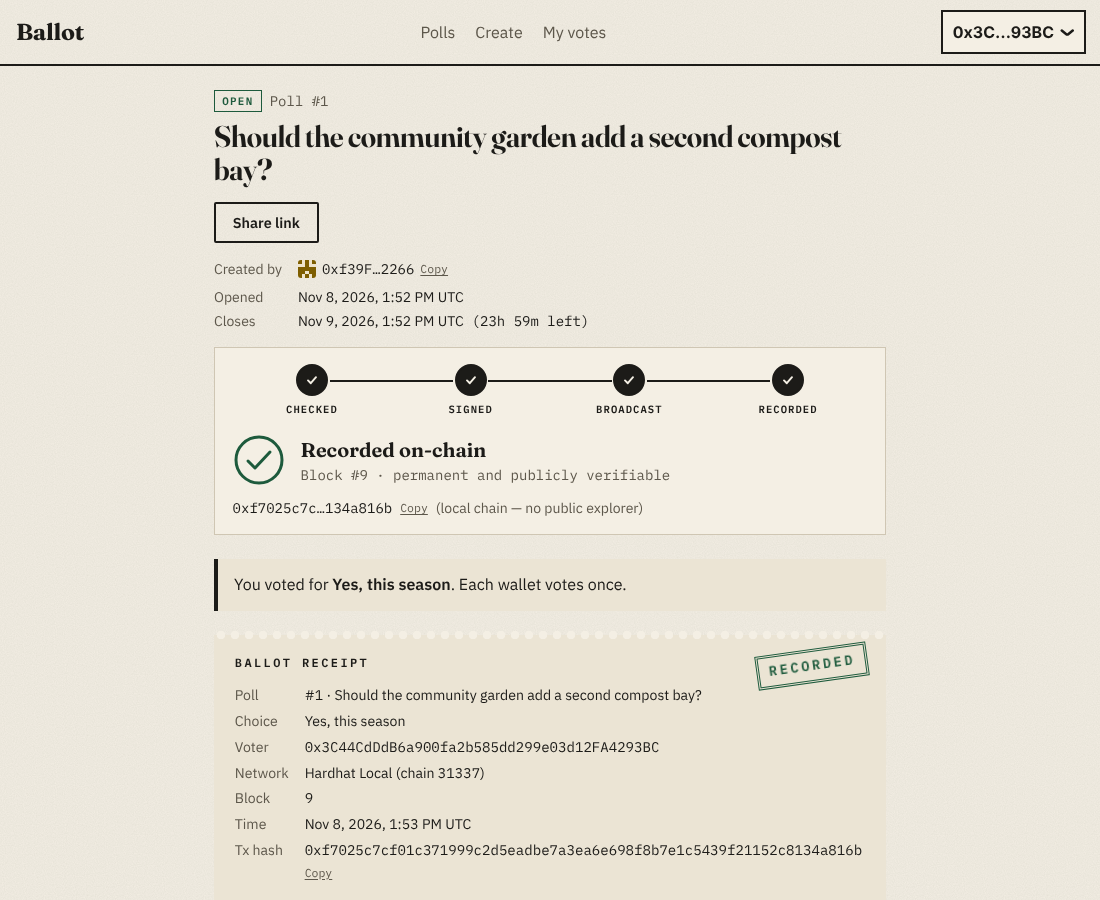 Ballot
Polls Create My votes
0x3C...93BC
OPEN Poll #1
Should the community garden add a second compost
bay?
Share link
Created by 0xf39F…2266 Copy
Opened Nov 8, 2026, 1:52 PM UTC
Closes Nov 9, 2026, 1:52 PM UTC (23h 59m left)
CHECKED SIGNED BROADCAST RECORDED
Recorded on-chain
Block #9 · permanent and publicly verifiable
0xf7025c7c…134a816b Copy (local chain — no public explorer)
You voted for Yes, this season. Each wallet votes once.
BALLOT RECEIPT
RECORDED
Poll #1 · Should the community garden add a second compost bay?
Choice Yes, this season
Voter 0x3C44CdDdB6a900fa2b585dd299e03d12FA4293BC
Network Hardhat Local (chain 31337)
Block 9
Time Nov 8, 2026, 1:53 PM UTC
Tx hash 0xf7025c7cf01c371999c2d5eadbe7a3ea6e698f8b7e1c5439f21152c8134a816b
Copy